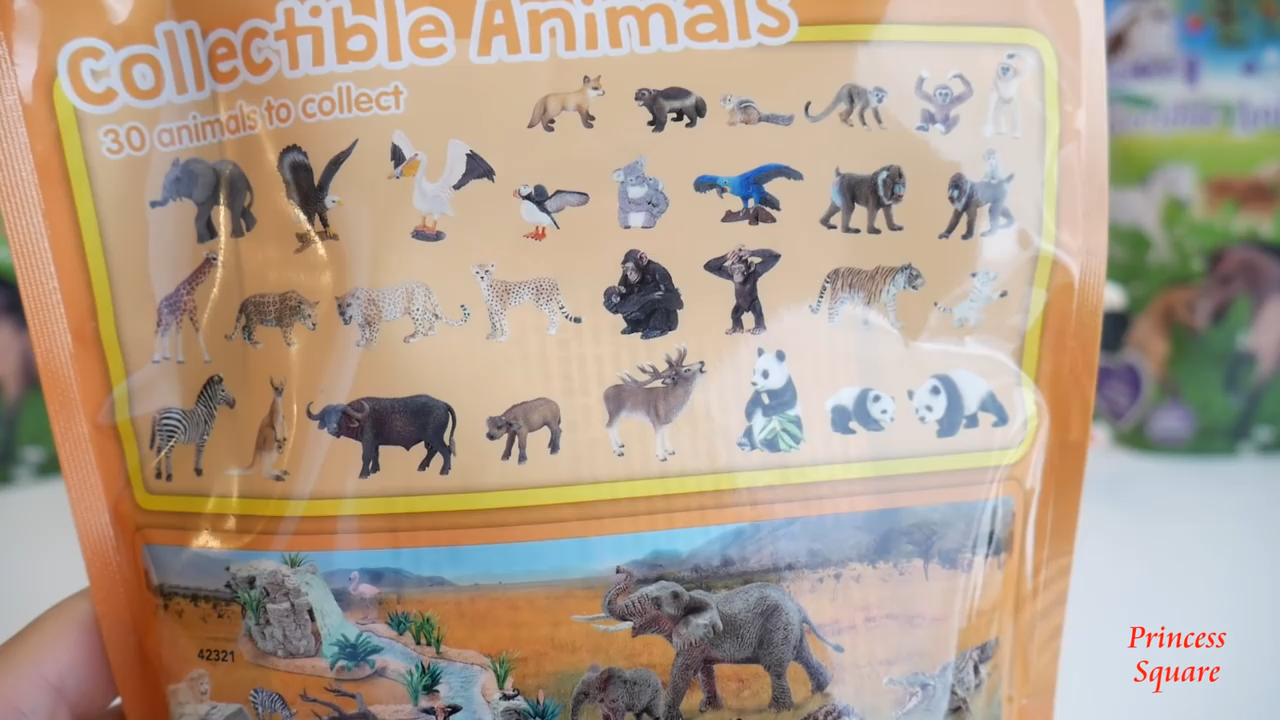 Collectible Animals
30 animals to collect
42321
Princess
Square